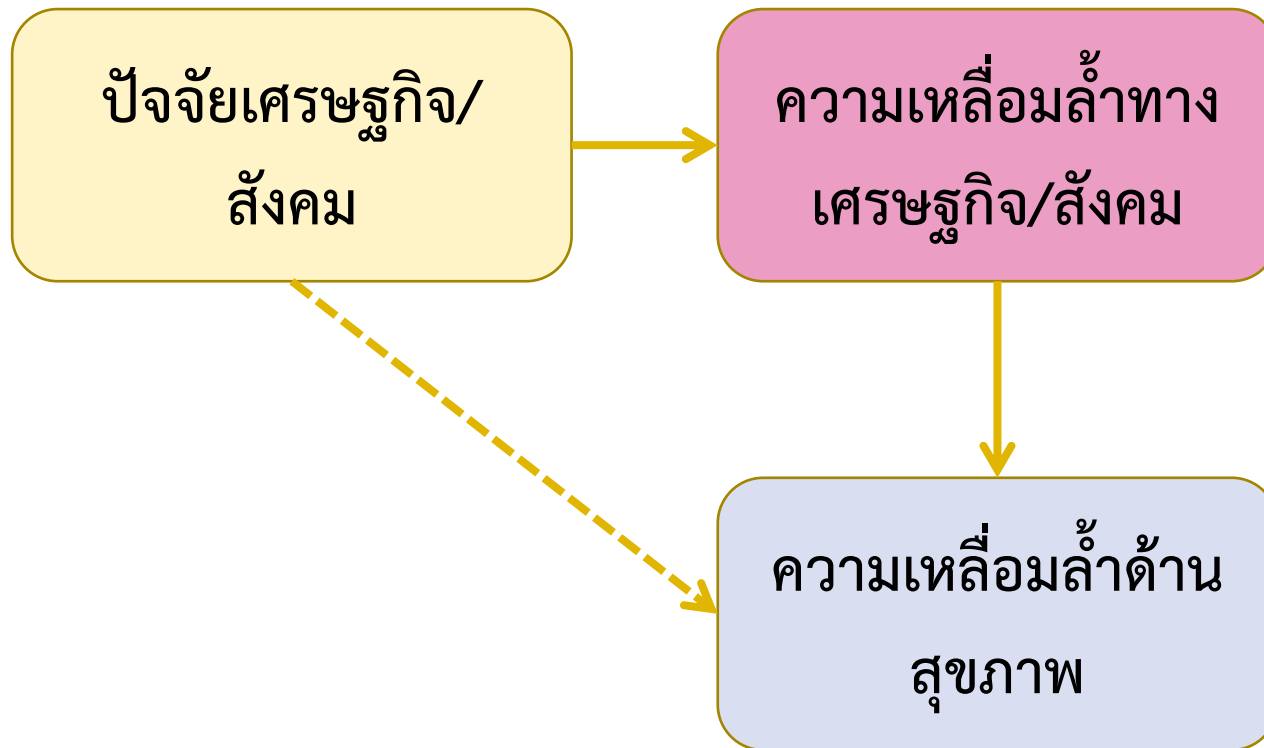 ปัจจัยเศรษฐกิจ/
สังคม
ความเหลื่อมล้ำทาง
เศรษฐกิจ/สังคม
ความเหลื่อมล้ำด้าน
สุขภาพ